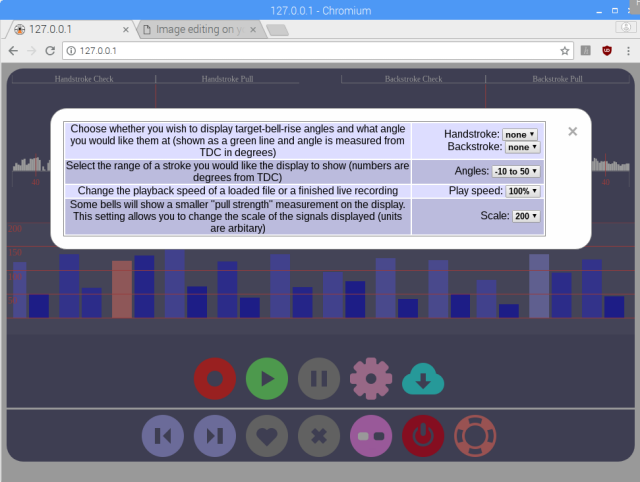 127.0.0.1 - Chromium
127.0.0.1
Image editing on y
127.0.0.1
Handstroke Check
Handstroke Pull
Backstroke Check
Backstroke Pull
Choose whether you wish to display target-bell-rise angles and what angle
you would like them at (shown as a green line and angle is measured from
TDC in degrees)
Handstroke: none
Backstroke: none
Select the range of a stroke you would like the display to show (numbers are
degrees from TDC)
Angles: -10 to 50
Change the playback speed of a loaded file or a finished live recording
Play speed: 100%
Some bells will show a smaller "pull strength" measurement on the display.
This setting allows you to change the scale of the signals displayed (units
are arbitary)
Scale: 200
×
40
40
200
150
100
50